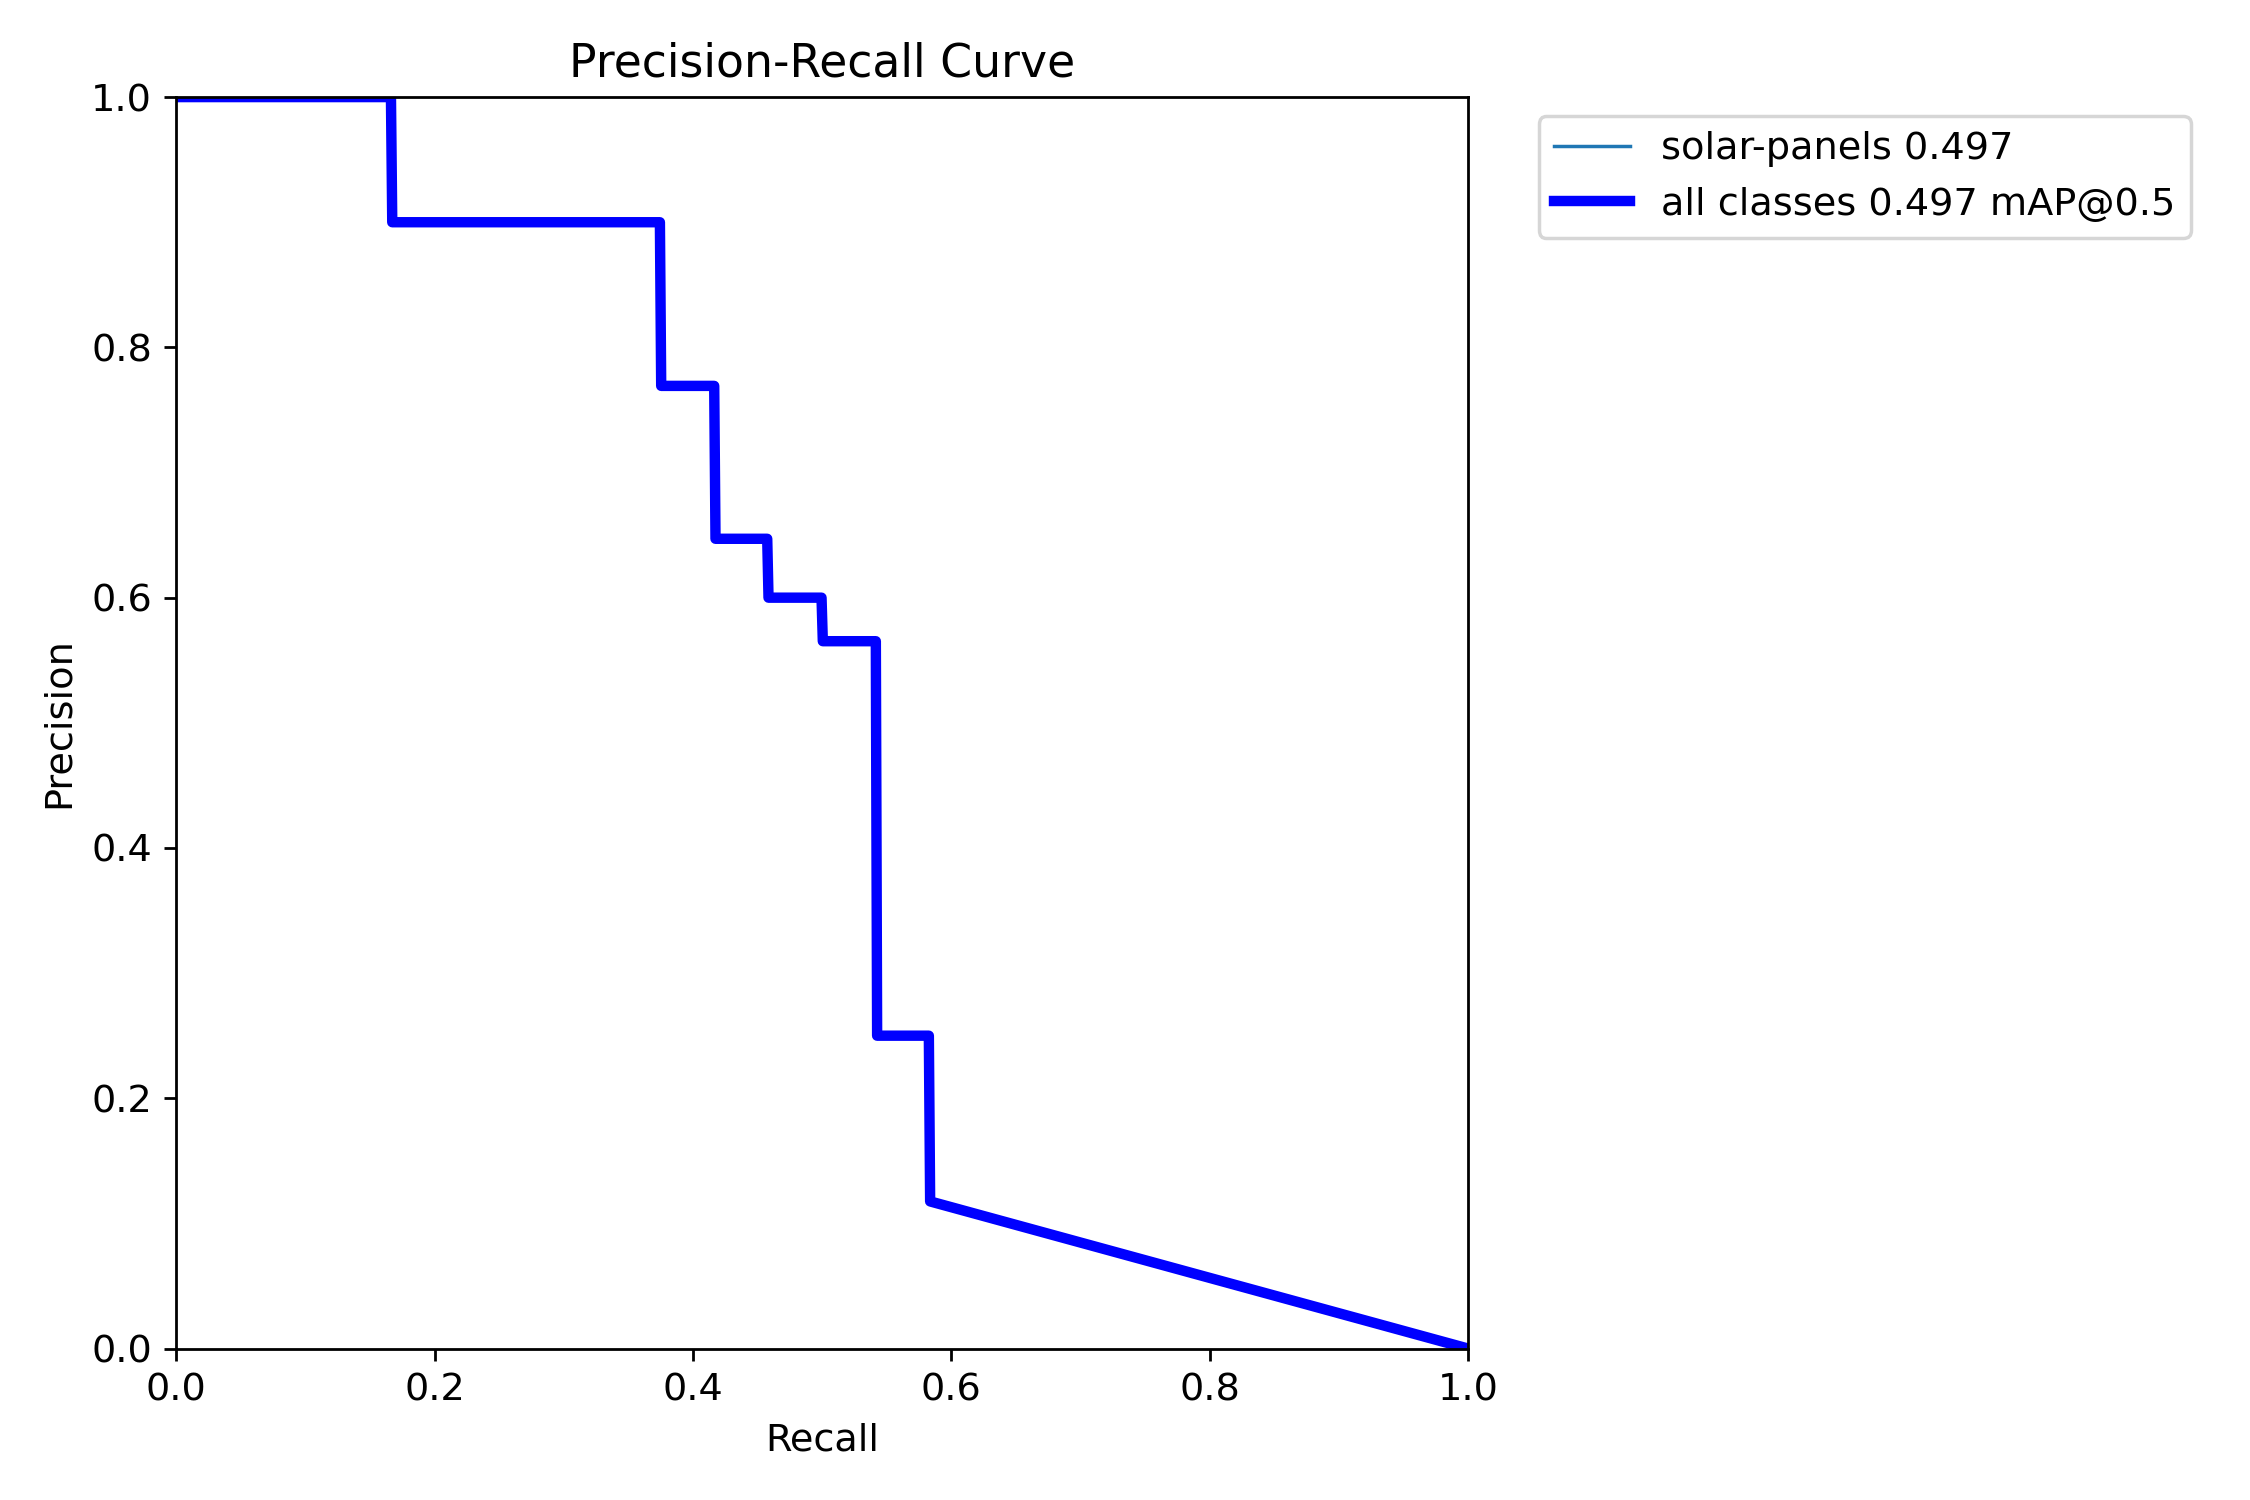 Precision-Recall Curve
1.0
0.8
0.6
0.4
0.2
0.0
Precision
0.0 0.2 0.4 0.6 0.8 1.0
Recall
solar-panels 0.497
all classes 0.497 mAP@0.5